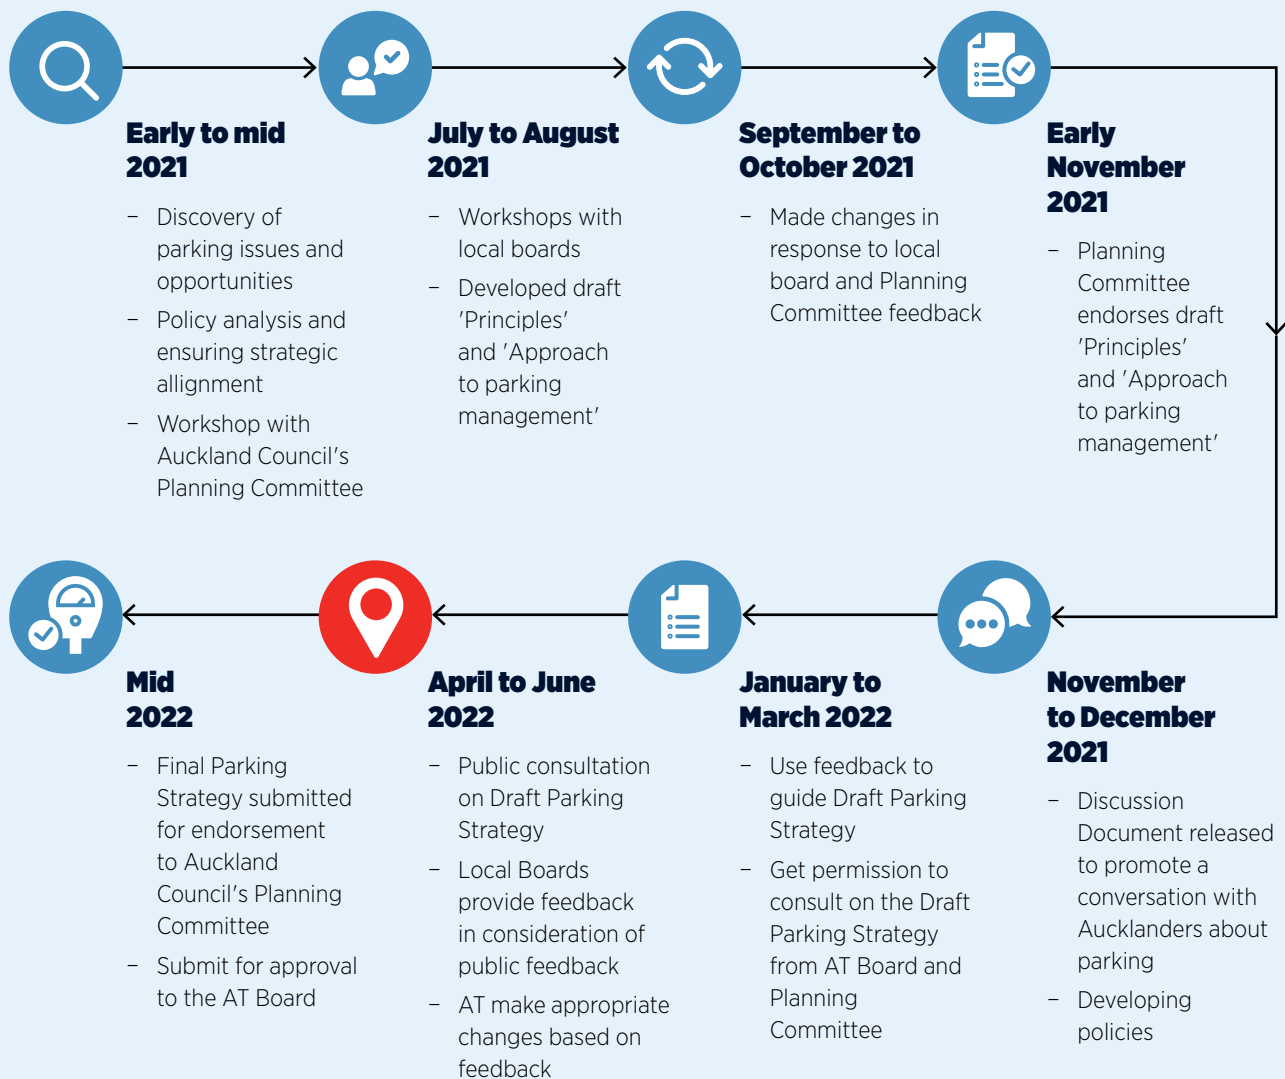 Early to mid
2021
– Discovery of
parking issues and
opportunities
– Policy analysis and
ensuring strategic
allignment
– Workshop with
Auckland Council's
Planning Committee
July to August
2021
– Workshops with
local boards
– Developed draft
'Principles'
and 'Approach
to parking
management'
September to
October 2021
– Made changes in
response to local
board and Planning
Committee feedback
Early
November
2021
– Planning
Committee
endorses draft
'Principles'
and 'Approach
to parking
management'
November
to December
2021
– Discussion
Document released
to promote a
conversation with
Aucklanders about
parking
– Developing
policies
January to
March 2022
– Use feedback to
guide Draft Parking
Strategy
– Get permission to
consult on the Draft
Parking Strategy
from AT Board and
Planning
Committee
April to June
2022
– Public consultation
on Draft Parking
Strategy
– Local Boards
provide feedback
in consideration of
public feedback
– AT make appropriate
changes based on
feedback
Mid
2022
– Final Parking
Strategy submitted
for endorsement
to Auckland
Council's Planning
Committee
– Submit for approval
to the AT Board